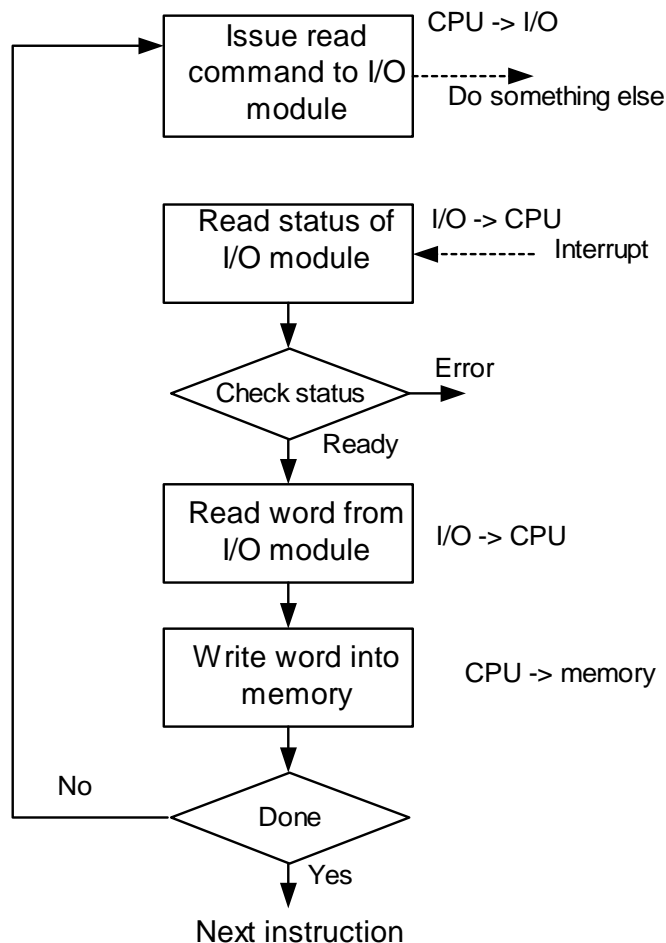 Issue read
command to I/O
module
CPU -> I/O
Do something else
Read status of
I/O module
I/O -> CPU
Interrupt
Check status
Error
Ready
Read word from
I/O module
I/O -> CPU
Write word into
memory
CPU -> memory
No
Done
Yes
Next instruction